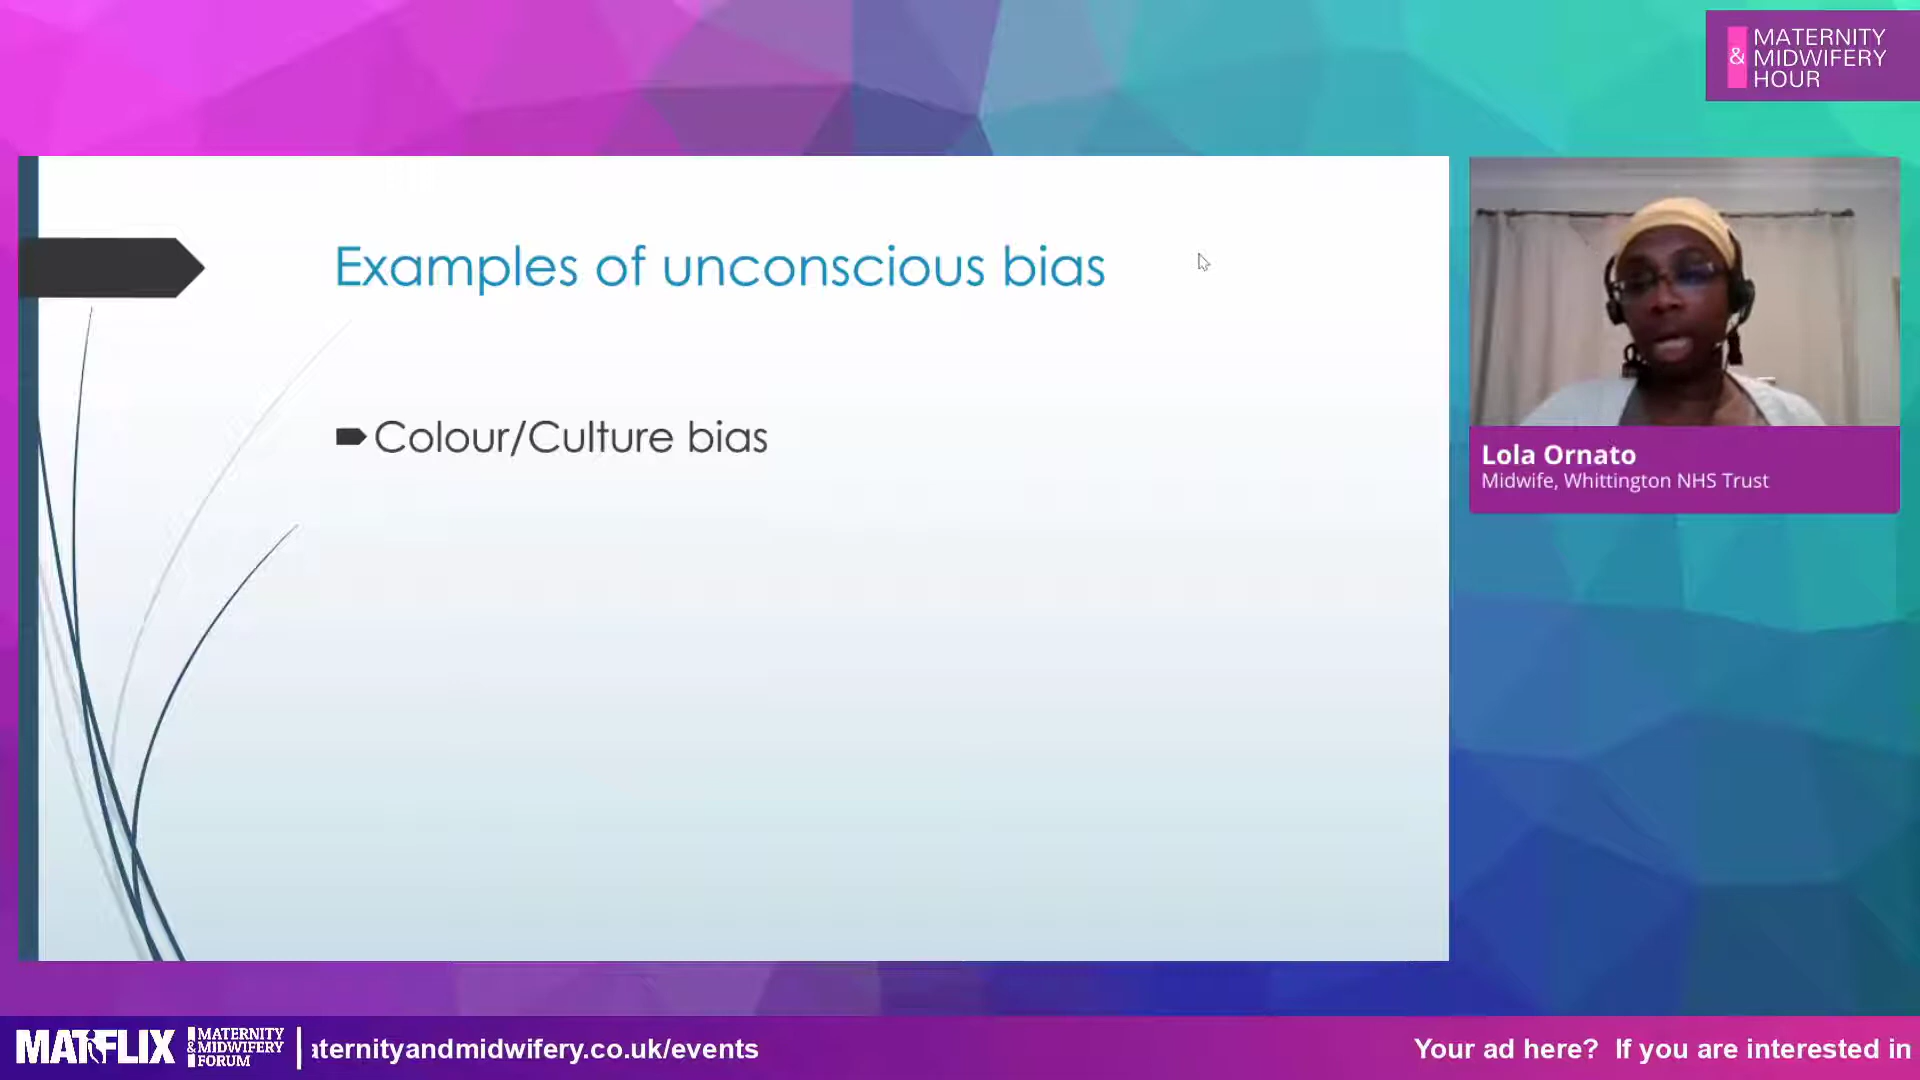 MATERNITY
& MIDWIFERY
HOUR
Examples of unconscious bias
Colour/Culture bias
Lola Ornato
Midwife, Whittington NHS Trust
MATFLIX
MATERNITY
& MIDWIFERY
FORUM
aternityandmidwifery.co.uk/events
Your ad here? If you are interested in